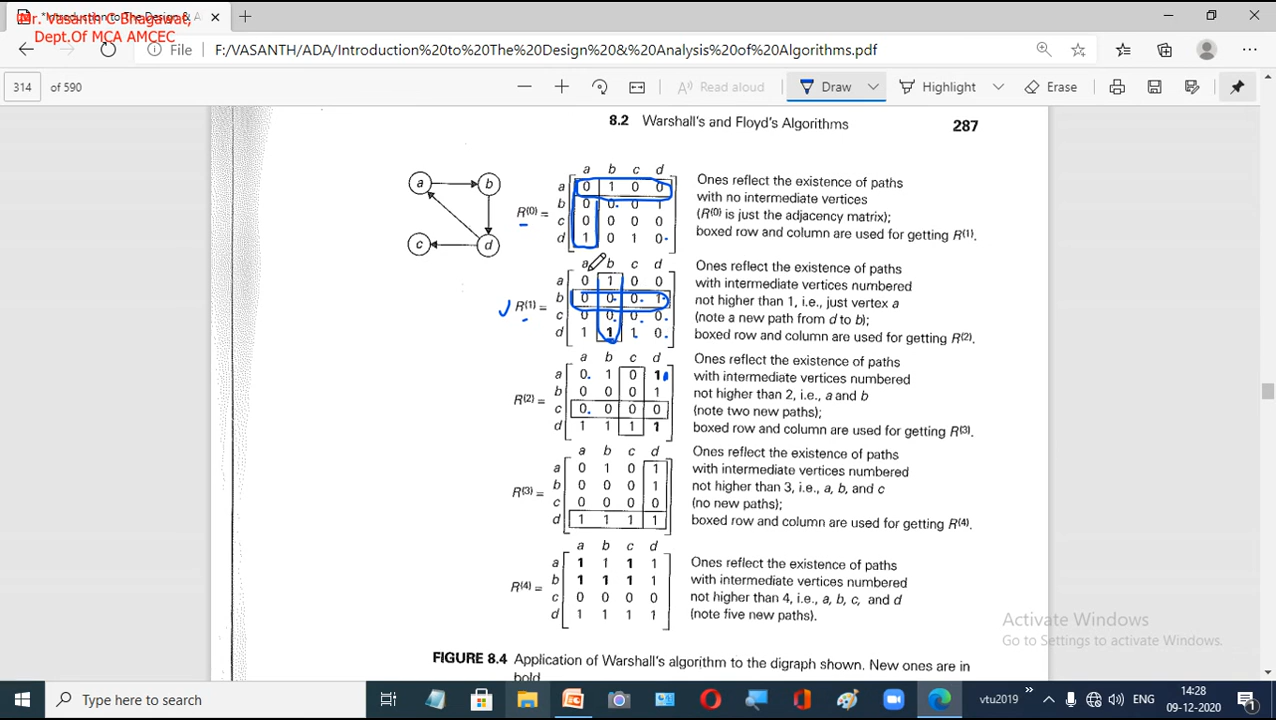 *Introduction to The Design & A
Dr. Vasanth C Bhagawat,
Dept.Of MCA AMCEC
File
F:/VASANTH/ADA/Introduction%20to%20The%20Design%20&%20Analysis%20of%20Algorithms.pdf
314 of 590
Read aloud
Draw
Highlight
Erase
8.2 Warshall's and Floyd's Algorithms 287
a b
c d
a b c d
a 0 1 0 0
R(0) = b 0 0 0 1
c 0 0 0 0
d 1 0 1 0
Ones reflect the existence of paths
with no intermediate vertices
(R(0) is just the adjacency matrix);
boxed row and column are used for getting R(1).
a b c d
a 0 1 0 0
R(1) = b 0 0 0 1
c 0 0 0 0
d 1 1 1 0
Ones reflect the existence of paths
with intermediate vertices numbered
not higher than 1, i.e., just vertex a
(note a new path from d to b);
boxed row and column are used for getting R(2).
a b c d
a 0 1 0 1
R(2) = b 0 0 0 1
c 0 0 0 0
d 1 1 1 1
Ones reflect the existence of paths
with intermediate vertices numbered
not higher than 2, i.e., a and b
(note two new paths);
boxed row and column are used for getting R(3).
a b c d
a 0 1 0 1
R(3) = b 0 0 0 1
c 0 0 0 0
d 1 1 1 1
Ones reflect the existence of paths
with intermediate vertices numbered
not higher than 3, i.e., a, b, and c
(no new paths);
boxed row and column are used for getting R(4).
a b c d
a 1 1 1 1
R(4) = b 1 1 1 1
c 0 0 0 0
d 1 1 1 1
Ones reflect the existence of paths
with intermediate vertices numbered
not higher than 4, i.e., a, b, c, and d
(note five new paths).
Activate Windows
Go to Settings to activate Windows.
FIGURE 8.4 Application of Warshall's algorithm to the digraph shown. New ones are in
bold.
Type here to search
vtu2019
ENG
14:28
09-12-2020